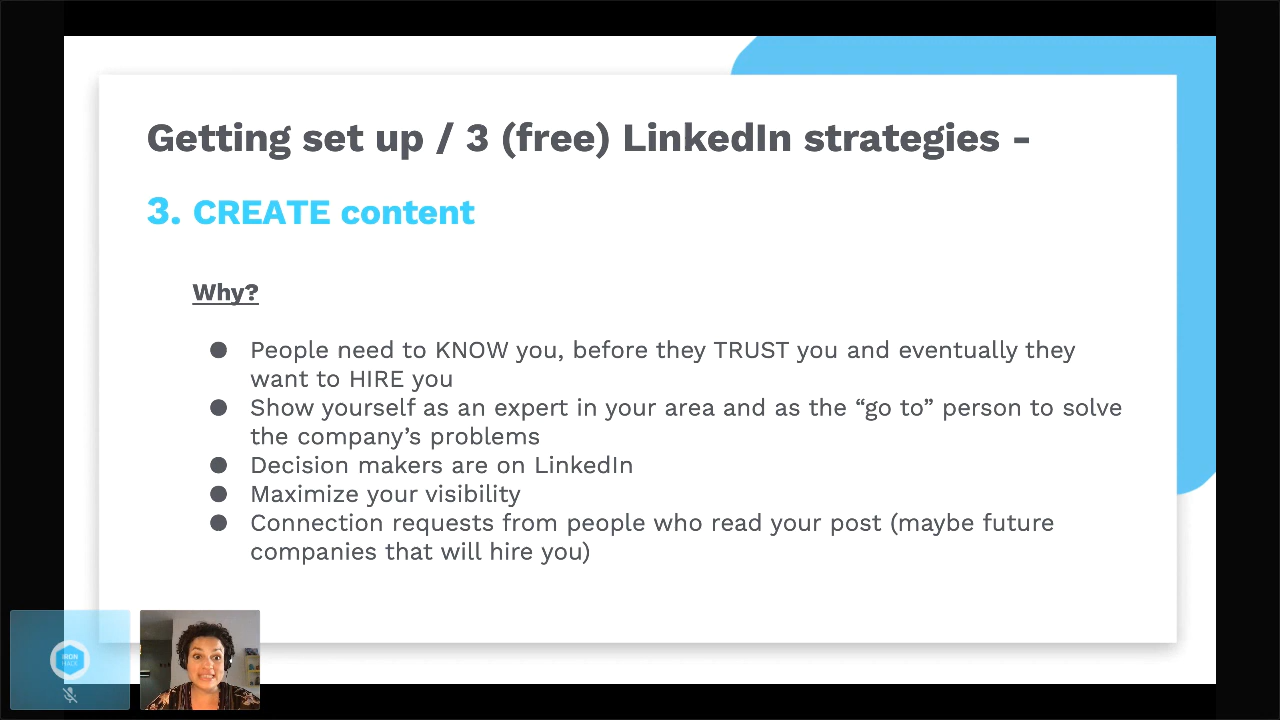 Getting set up / 3 (free) LinkedIn strategies -
3. CREATE content
Why?
● People need to KNOW you, before they TRUST you and eventually they
want to HIRE you
● Show yourself as an expert in your area and as the “go to” person to solve
the company’s problems
● Decision makers are on LinkedIn
● Maximize your visibility
● Connection requests from people who read your post (maybe future
companies that will hire you)
IRON
HACK